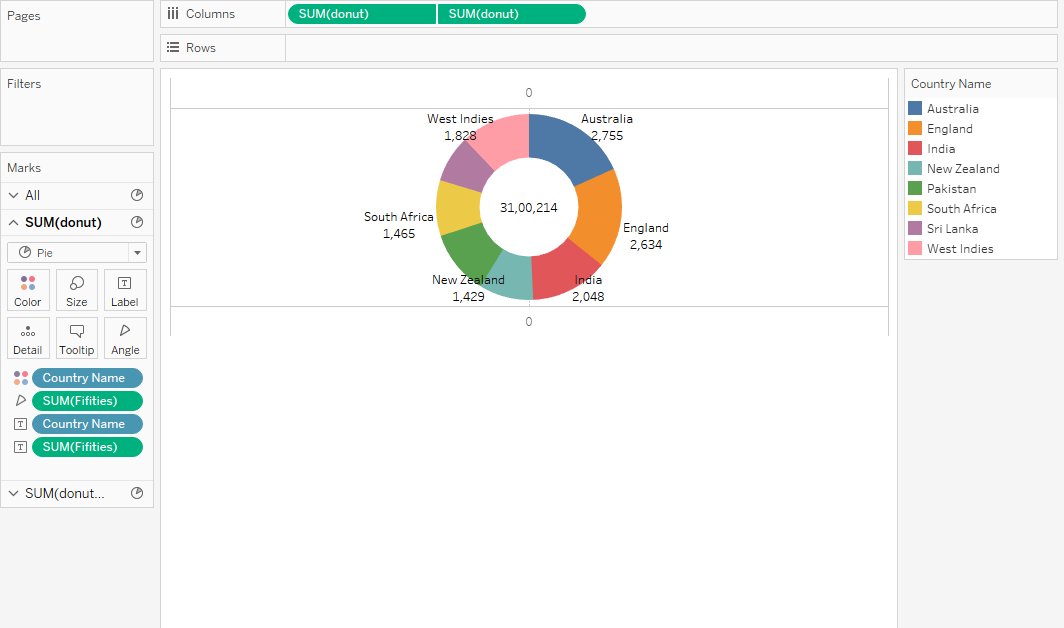 Pages
Columns
SUM(donut)
SUM(donut)
Rows
Filters
Marks
All
SUM(donut)
Pie
Color
Size
Label
Detail
Tooltip
Angle
Country Name
SUM(Fifities)
Country Name
SUM(Fifities)
SUM(donut...
0
West Indies
1,828
Australia
2,755
31,00,214
South Africa
1,465
England
2,634
New Zealand
1,429
India
2,048
0
Country Name
Australia
England
India
New Zealand
Pakistan
South Africa
Sri Lanka
West Indies